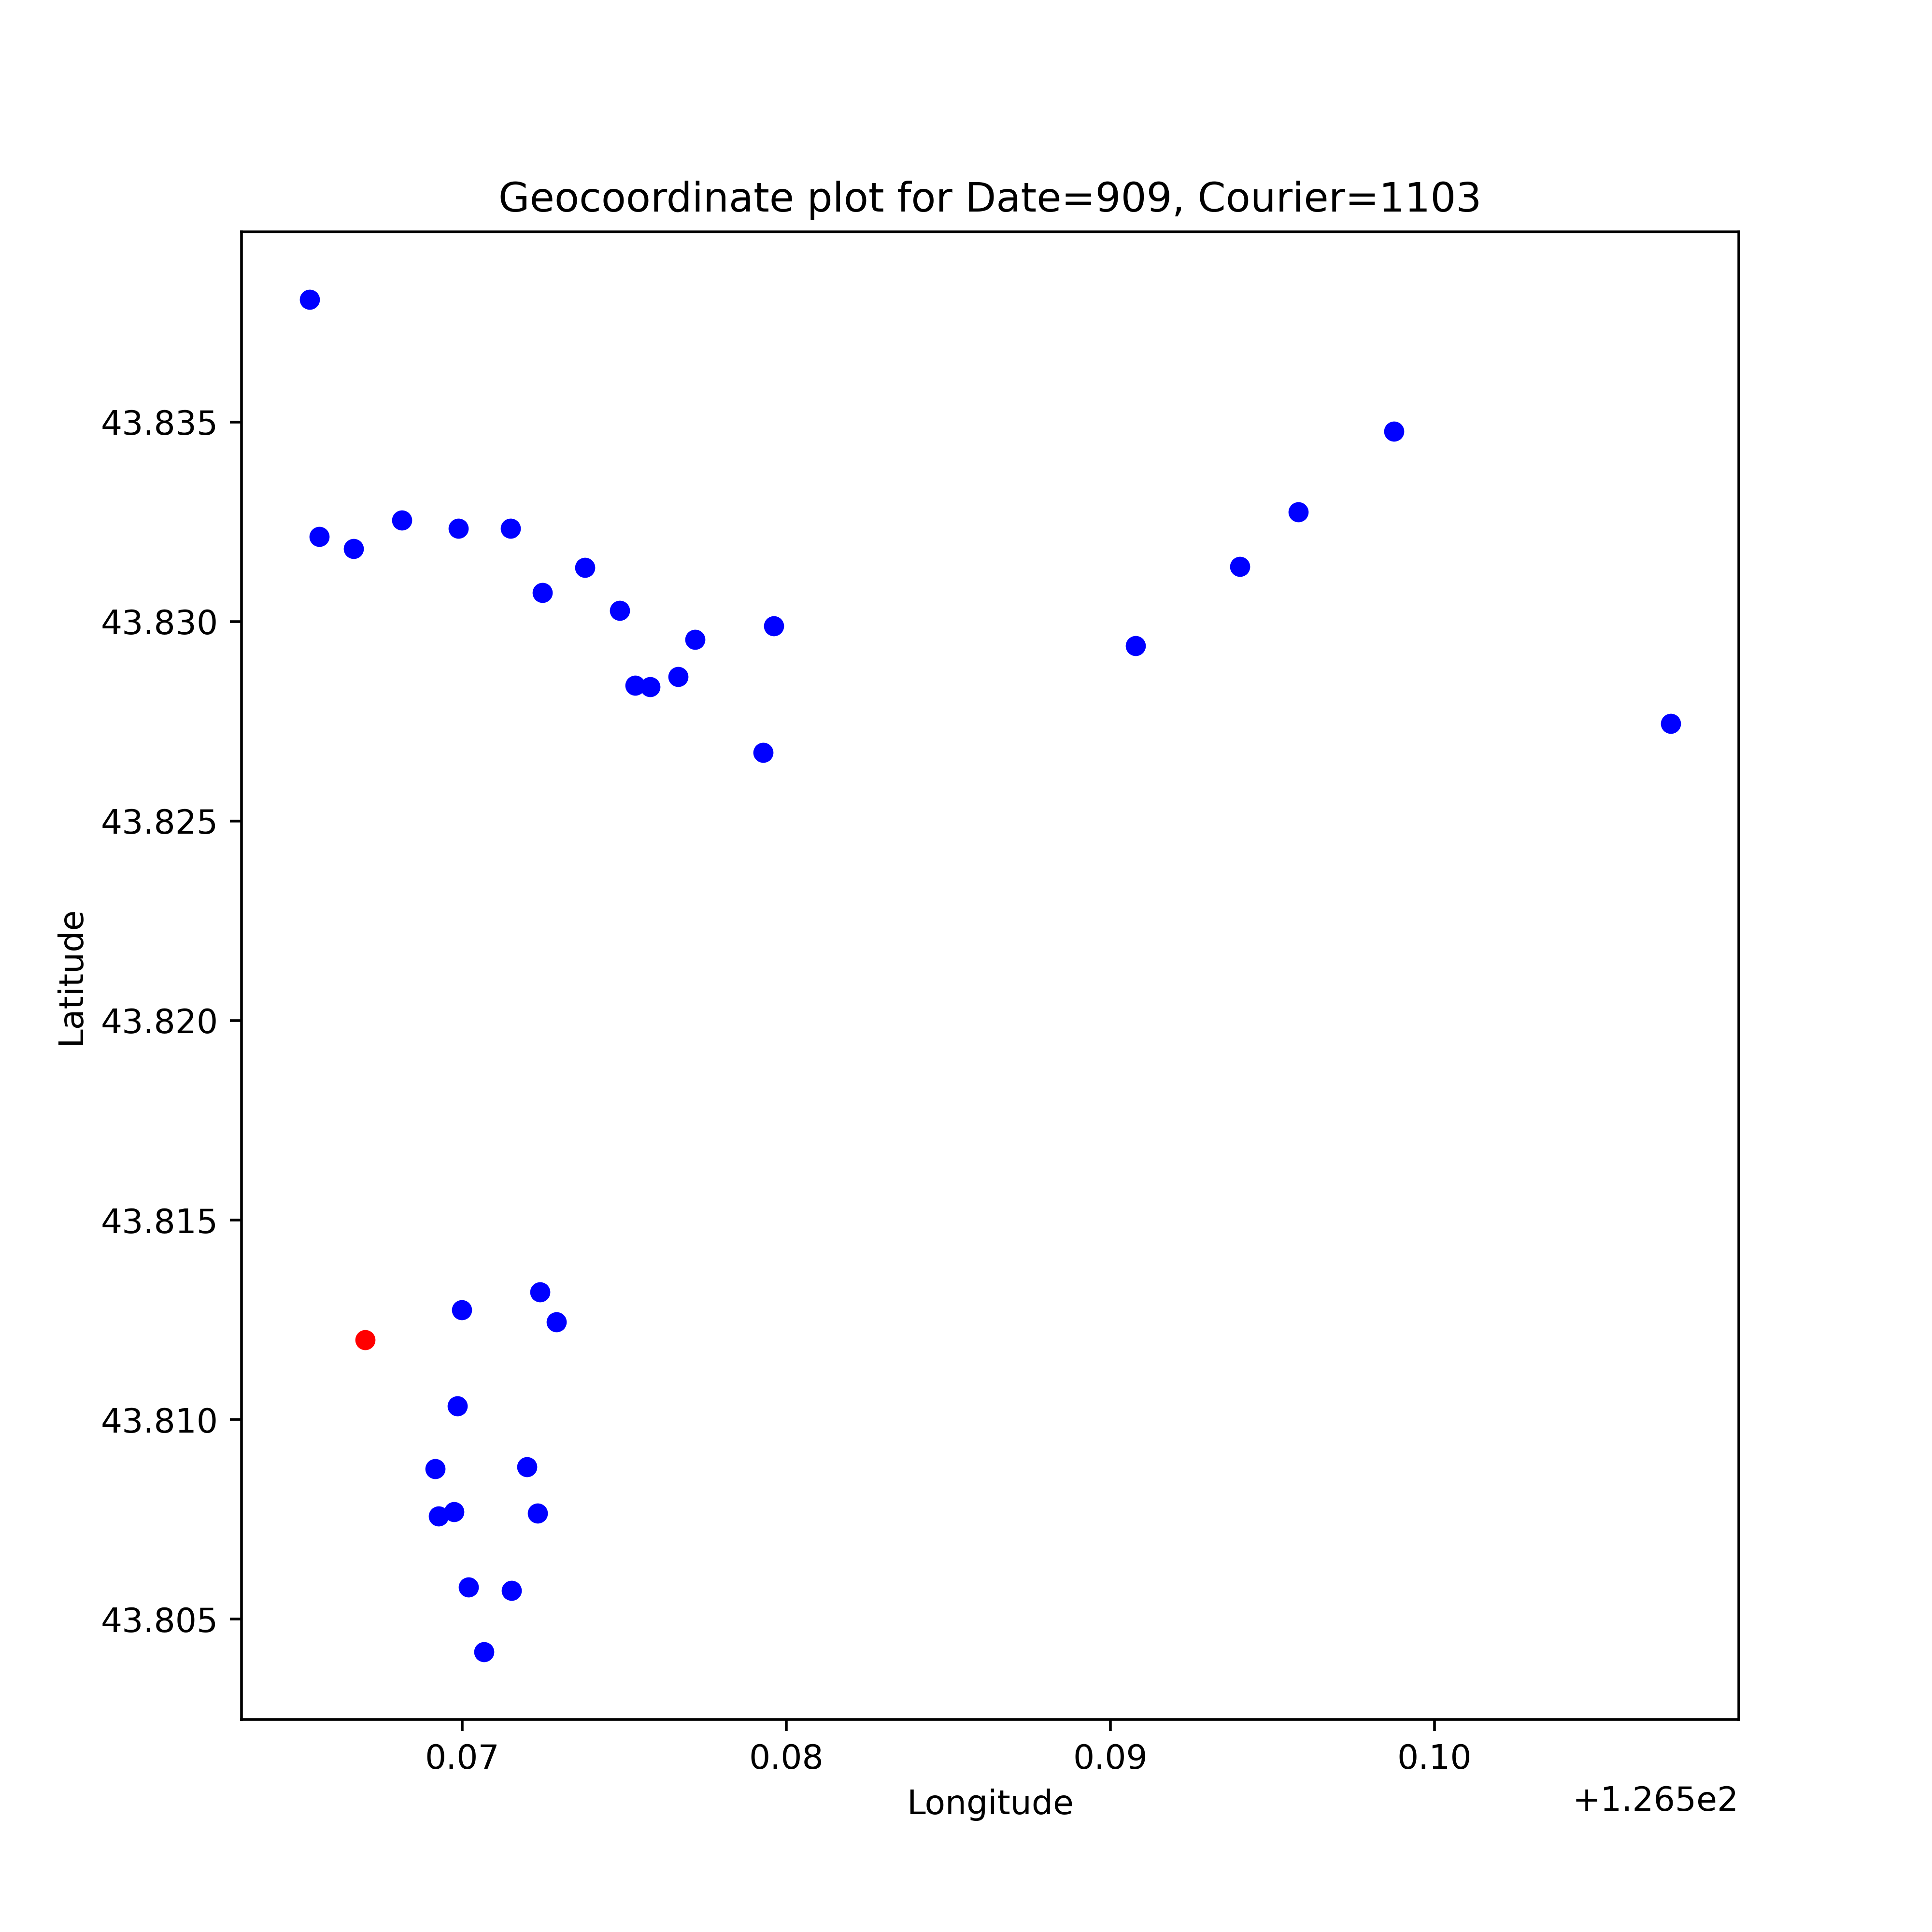 Geocoordinate plot for Date=909, Courier=1103
Latitude
43.835
43.830
43.825
43.820
43.815
43.810
43.805
0.07 0.08 0.09 0.10
Longitude
+1.265e2